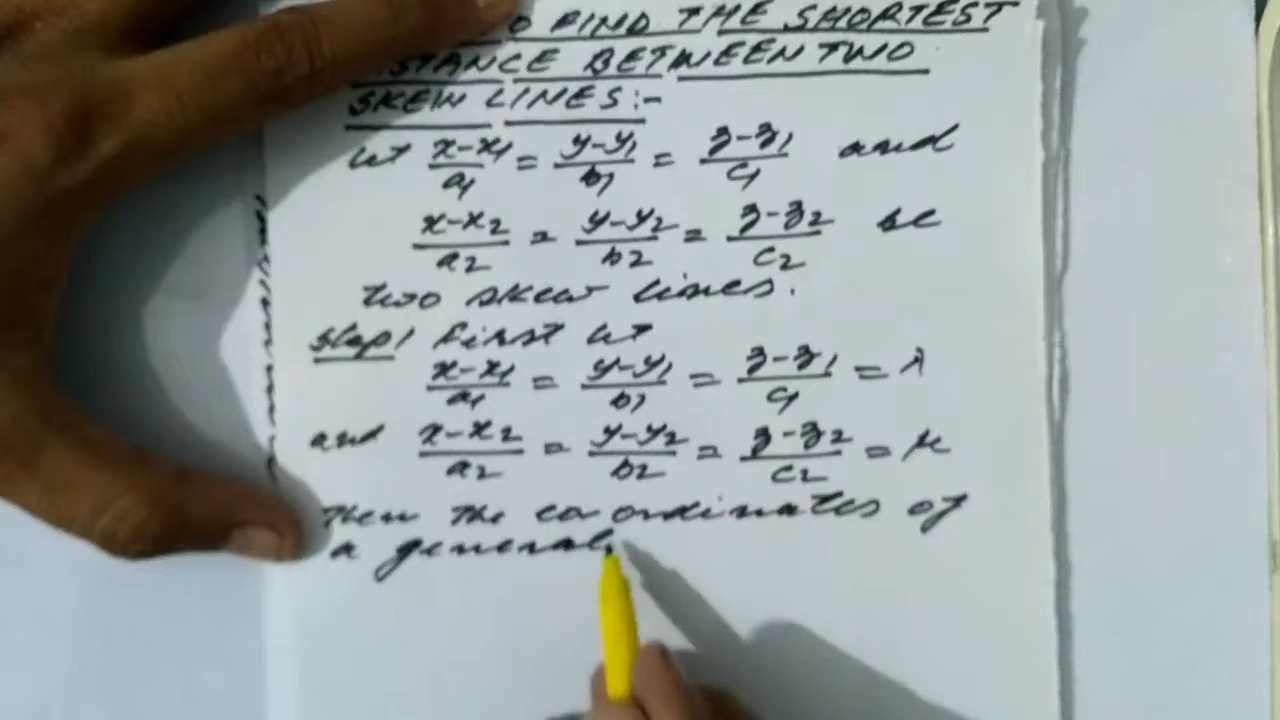 O FIND THE SHORTEST
STANCE BETWEEN TWO
SKEW LINES:-
let x-x1/a1 = y-y1/b1 = z-z1/c1 and
x-x2/a2 = y-y2/b2 = z-z2/c2 be
two skew lines.
Step1 first let
x-x1/a1 = y-y1/b1 = z-z1/c1 = λ
and x-x2/a2 = y-y2/b2 = z-z2/c2 = μ
Then the coordinates of
a general